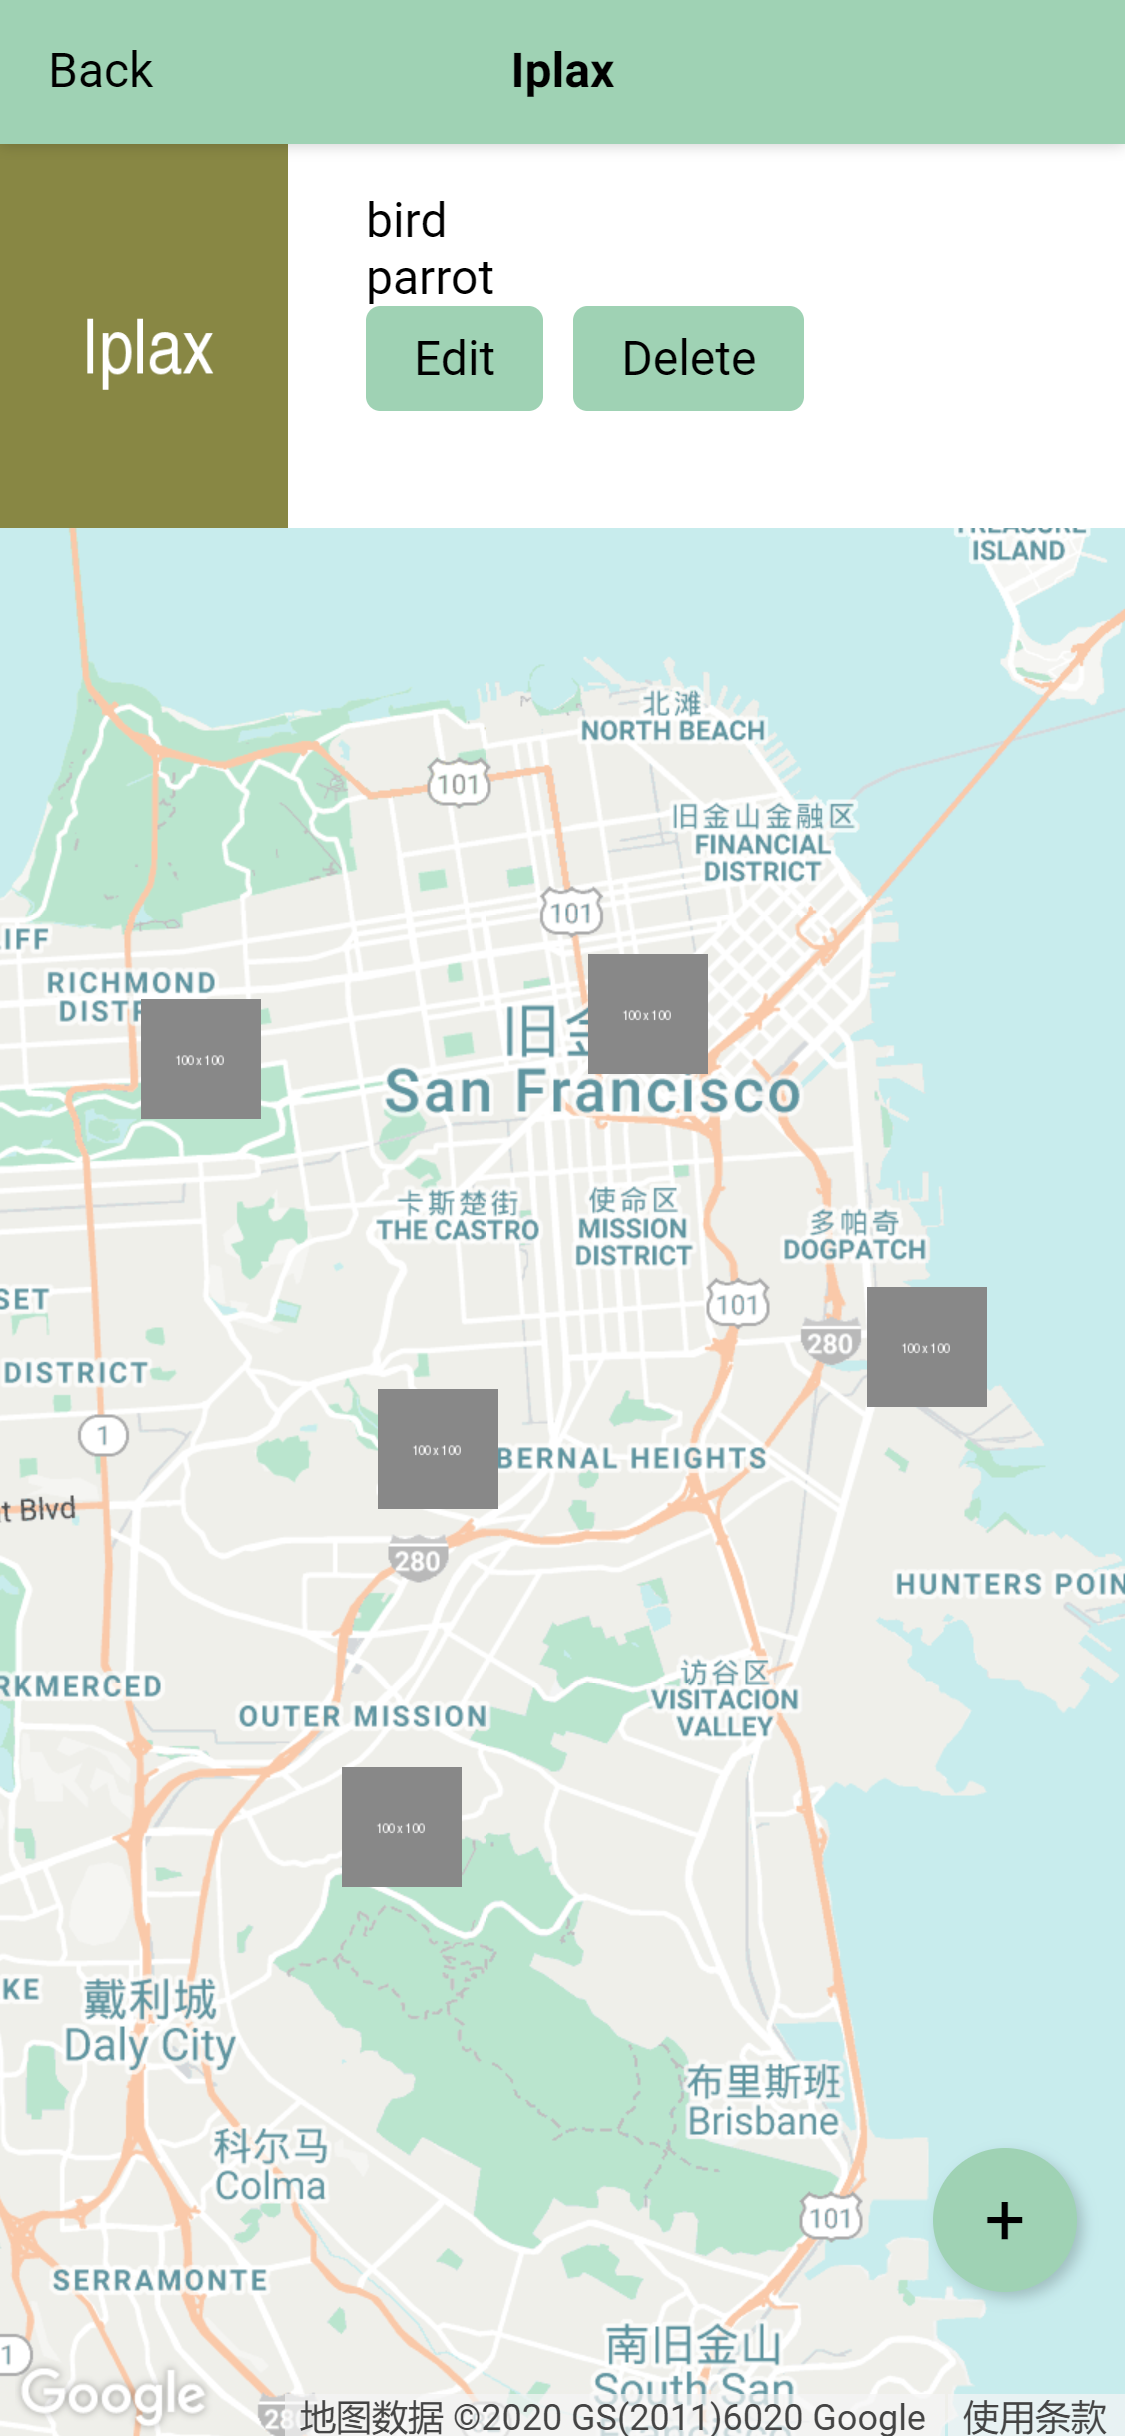 Back
Iplax
Iplax
bird
parrot
Edit
Delete
TREASURE
ISLAND
北滩
NORTH BEACH
101
旧金山金融区
FINANCIAL
DISTRICT
101
IFF
RICHMOND
100 x 100
100 x 100
San Francisco
卡斯楚街
THE CASTRO
使命区
MISSION
DISTRICT
多帕奇
DOGPATCH
SET
DISTRICT
101
280
100 x 100
1
100 x 100
BERNAL HEIGHTS
t Blvd
280
HUNTERS POIN
RKMERCED
OUTER MISSION
访谷区
VISITACION
VALLEY
100 x 100
KE
戴利城
Daly City
布里斯班
Brisbane
科尔马
Colma
101
+
SERRAMONTE
南旧金山
South San
1
Google
280
地图数据 ©2020 GS(2011)6020 Google
使用条款